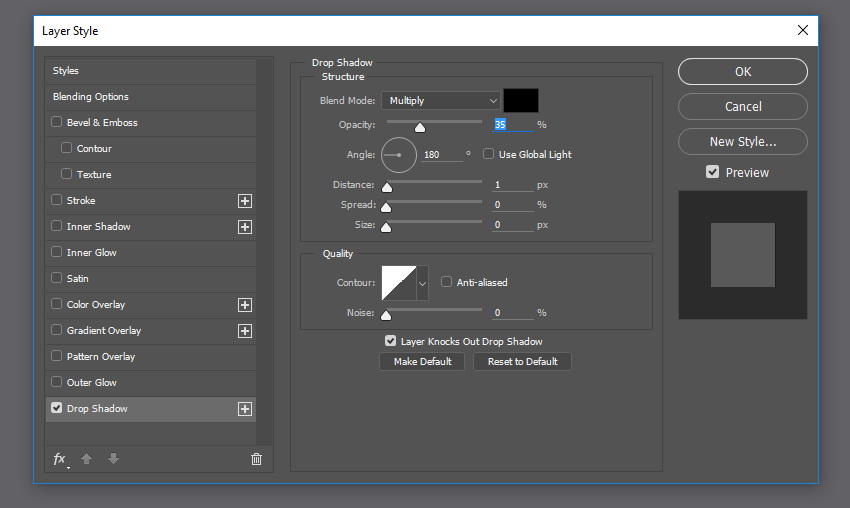 Layer Style
Styles
Blending Options
Bevel & Emboss
Contour
Texture
Stroke
Inner Shadow
Inner Glow
Satin
Color Overlay
Gradient Overlay
Pattern Overlay
Outer Glow
Drop Shadow
fx
Drop Shadow
Structure
Blend Mode: Multiply
Opacity: 35 %
Angle: 180 ° Use Global Light
Distance: 1 px
Spread: 0 %
Size: 0 px
Quality
Contour: Anti-aliased
Noise: 0 %
Layer Knocks Out Drop Shadow
Make Default Reset to Default
OK
Cancel
New Style...
Preview